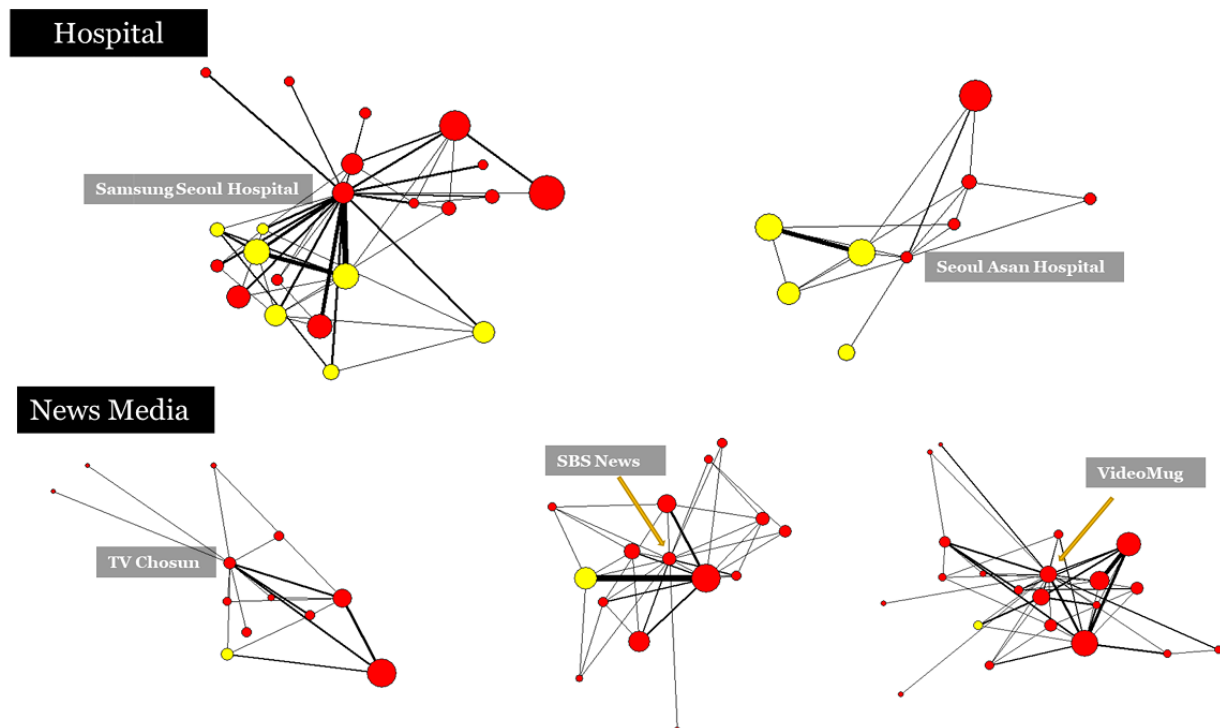 Hospital
Samsung Seoul Hospital
Seoul Asan Hospital
News Media
SBS News
VideoMug
TV Chosun